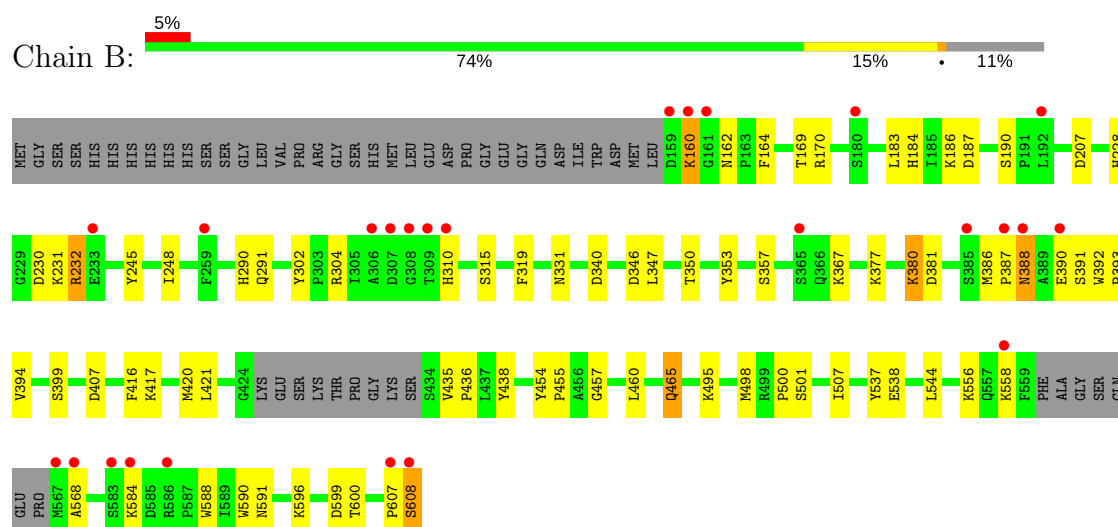 5%
Chain B:
74% 15% • 11%
MET GLY SER SER HIS HIS HIS HIS HIS HIS SER SER GLY LEU VAL PRO ARG GLY SER HIS MET LEU GLU ASP PRO GLY GLU GLY GLN ASP ILE TRP ASP MET LEU D159 K160 G161 N162 P163 F164 T169 R170 S180 L183 H184 I185 K186 D187 S190 P191 L192 D207 H228
G229 D230 K231 R232 E233 Y245 I248 F259 H290 Q291 Y302 P303 R304 I305 A306 D307 G308 T309 H310 S315 F319 N331 D340 D346 L347 T350 Y353 S357 S365 Q366 K367 K377 K380 D381 S385 M386 P387 N388 A389 E390 S391 W392 R393
V394 S399 D407 F416 K417 M420 L421 G424 LYS GLU SER LYS THR PRO GLY LYS SER S434 V435 P436 L437 Y438 Y454 P455 A456 G457 L460 Q465 K495 M498 R499 P500 S501 I507 Y537 E538 L544 K556 Q557 K558 F559 PHE ALA GLY SER GLN
GLU PRO M567 A568 S583 K584 D585 R586 P587 W588 I589 W590 N591 K596 D599 T600 P607 S608